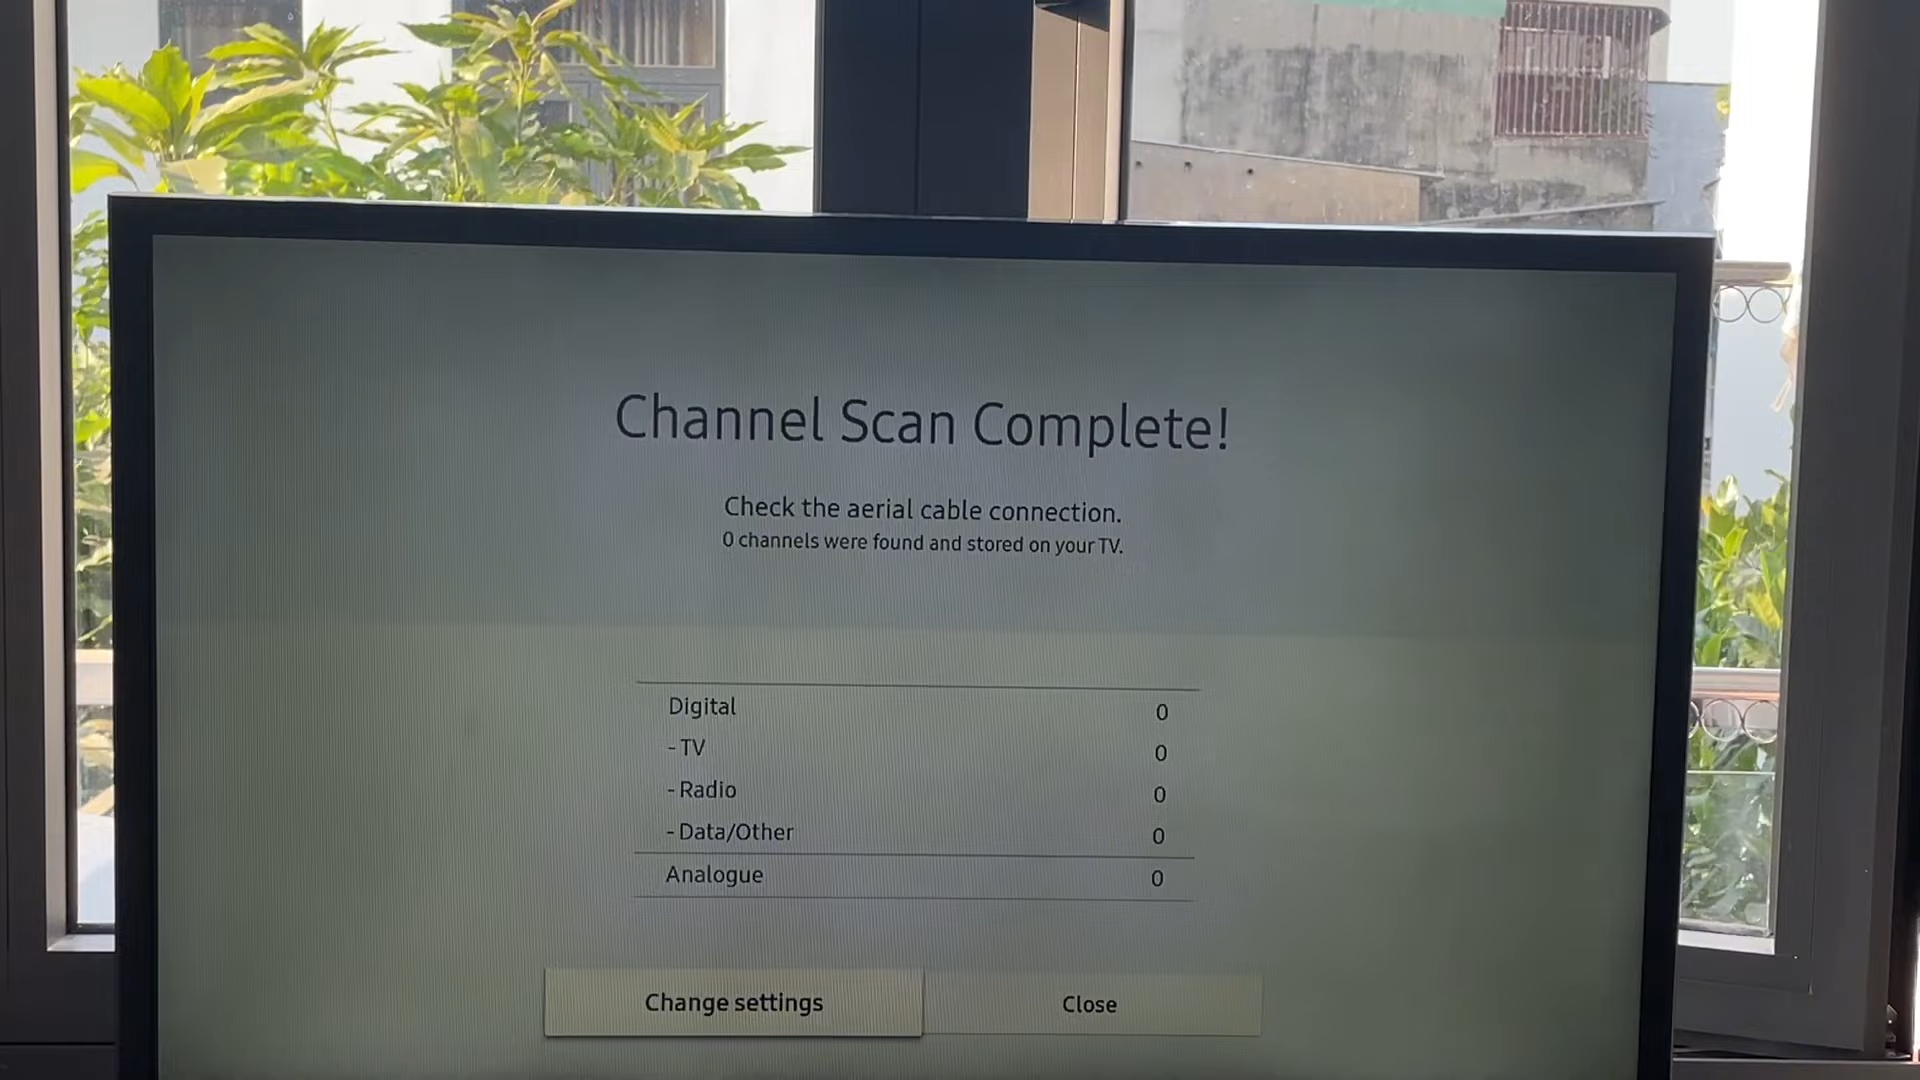 Channel Scan Complete!
Check the aerial cable connection.
0 channels were found and stored on your TV.
Digital 0
- TV 0
- Radio 0
- Data/Other 0
Analogue 0
Change settings Close